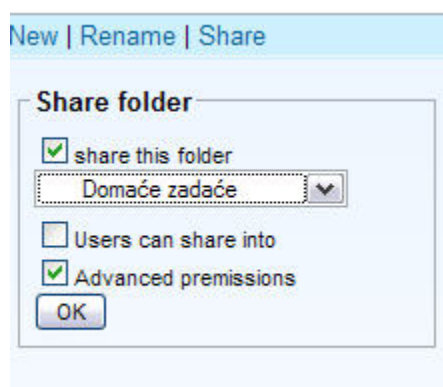 New | Rename | Share
Share folder
share this folder
Domaće zadaće
Users can share into
Advanced premissions
OK